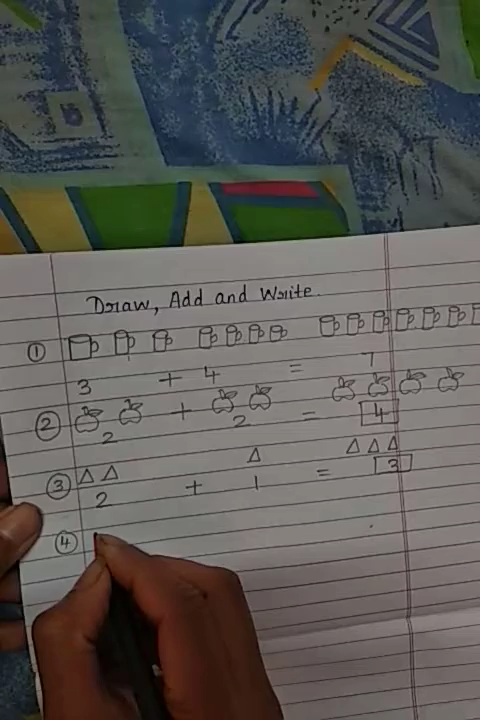 Draw, Add and Write.
①
3 + 4 = 7
② +
2 2 = 4
③
2 + 1 = 3
④